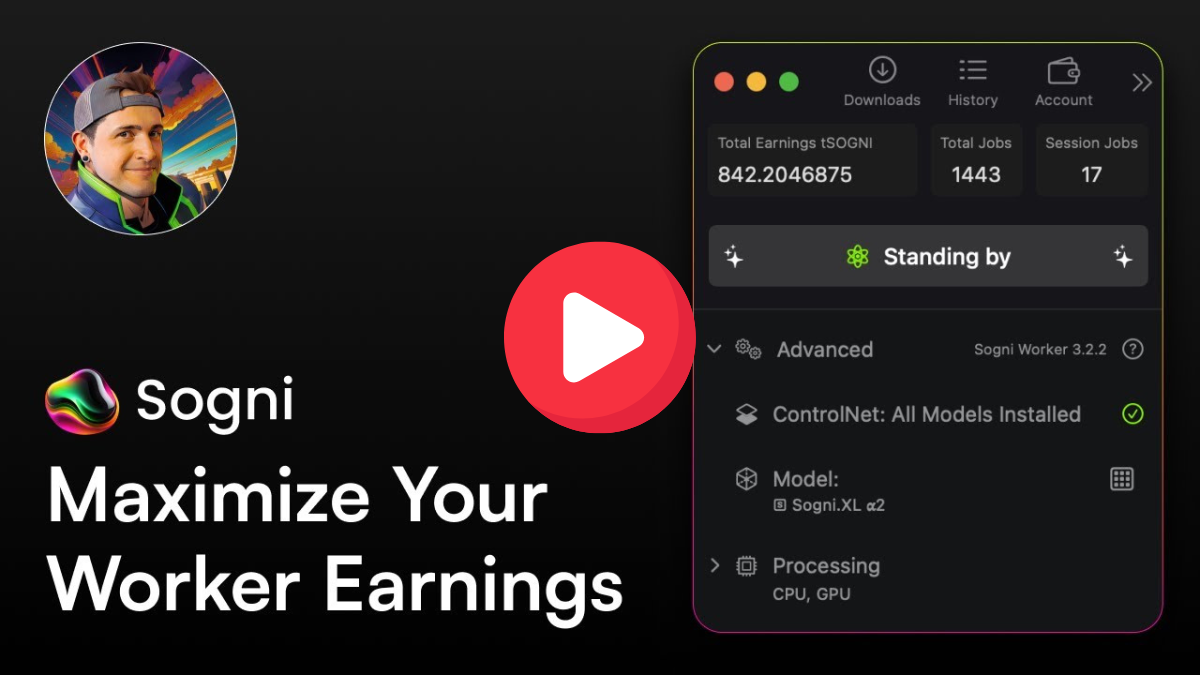 Sogni
Maximize Your
Worker Earnings
Downloads
History
Account
Total Earnings tSOGNI
842.2046875
Total Jobs
1443
Session Jobs
17
Standing by
Advanced
Sogni Worker 3.2.2 ?
ControlNet: All Models Installed
Model:
S Sogni.XL α2
Processing
CPU, GPU